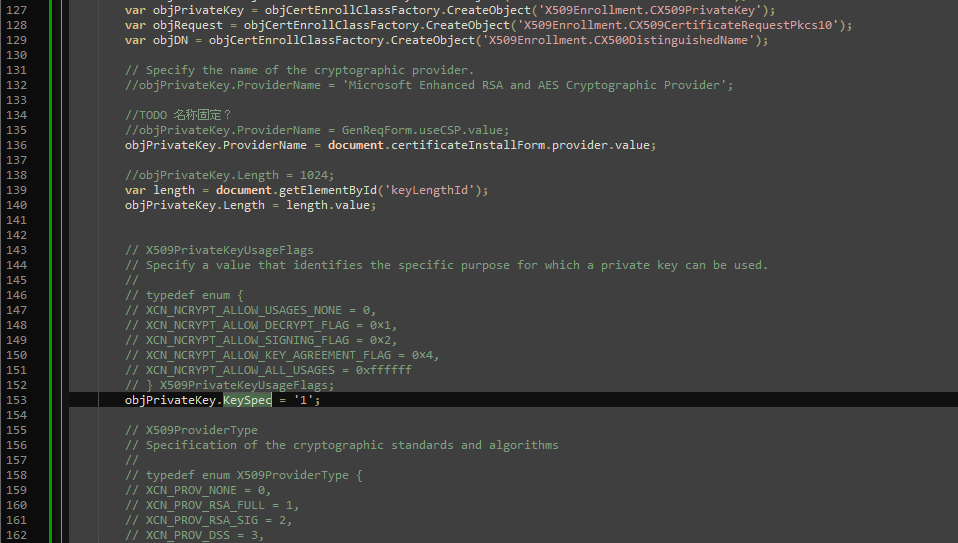 127 var objPrivateKey = objCertEnrollClassFactory.CreateObject('X509Enrollment.CX509PrivateKey');
128 var objRequest = objCertEnrollClassFactory.CreateObject('X509Enrollment.CX509CertificateRequestPkcs10');
129 var objDN = objCertEnrollClassFactory.CreateObject('X509Enrollment.CX500DistinguishedName');
130
131 // Specify the name of the cryptographic provider.
132 //objPrivateKey.ProviderName = 'Microsoft Enhanced RSA and AES Cryptographic Provider';
133
134 //TODO 名称固定？
135 //objPrivateKey.ProviderName = GenReqForm.useCSP.value;
136 objPrivateKey.ProviderName = document.certificateInstallForm.provider.value;
137
138 //objPrivateKey.Length = 1024;
139 var length = document.getElementById('keyLengthId');
140 objPrivateKey.Length = length.value;
141
142
143 // X509PrivateKeyUsageFlags
144 // Specify a value that identifies the specific purpose for which a private key can be used.
145 //
146 // typedef enum {
147 // XCN_NCRYPT_ALLOW_USAGES_NONE = 0,
148 // XCN_NCRYPT_ALLOW_DECRYPT_FLAG = 0x1,
149 // XCN_NCRYPT_ALLOW_SIGNING_FLAG = 0x2,
150 // XCN_NCRYPT_ALLOW_KEY_AGREEMENT_FLAG = 0x4,
151 // XCN_NCRYPT_ALLOW_ALL_USAGES = 0xffffff
152 // } X509PrivateKeyUsageFlags;
153 objPrivateKey.KeySpec = '1';
154
155 // X509ProviderType
156 // Specification of the cryptographic standards and algorithms
157 //
158 // typedef enum X509ProviderType {
159 // XCN_PROV_NONE = 0,
160 // XCN_PROV_RSA_FULL = 1,
161 // XCN_PROV_RSA_SIG = 2,
162 // XCN_PROV_DSS = 3,